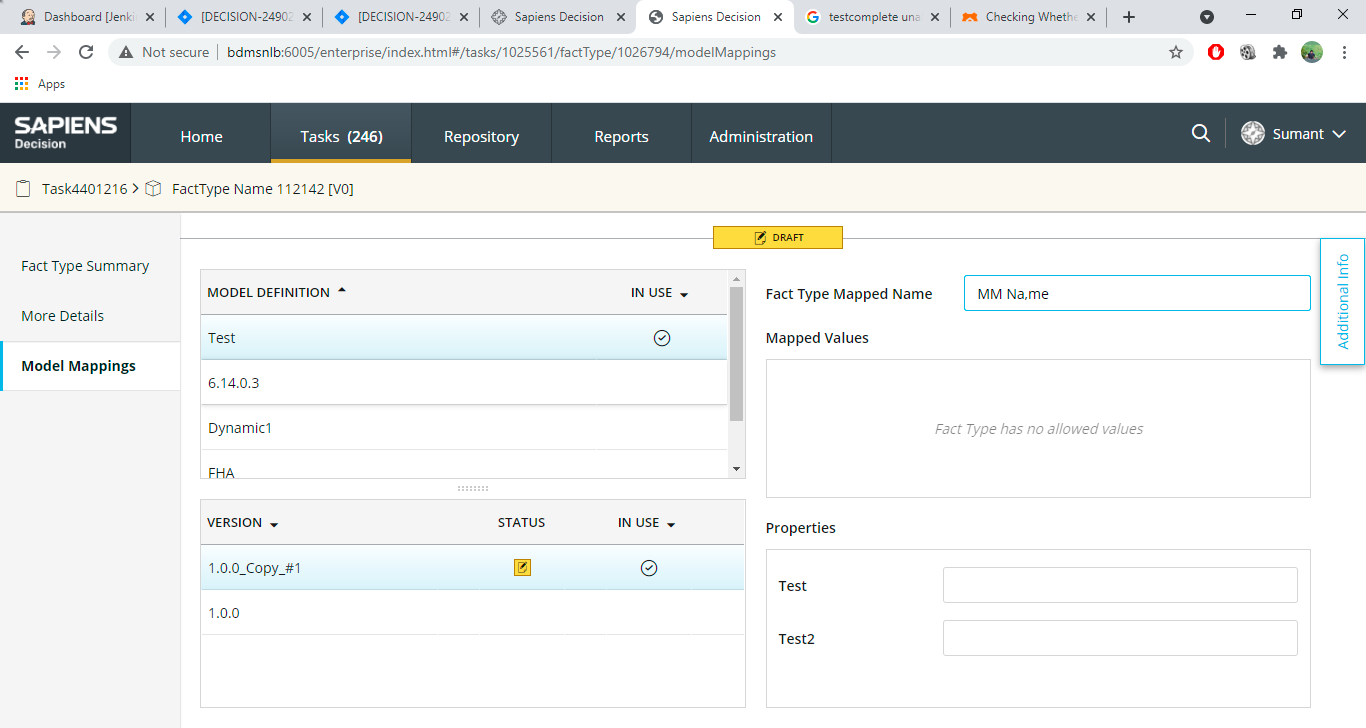 Dashboard [Jenki
[DECISION-24902
[DECISION-24902
Sapiens Decision
Sapiens Decision
testcomplete una
Checking Whethe
Not secure
bdmsnlb:6005/enterprise/index.html#/tasks/1025561/factType/1026794/modelMappings
Apps
SAPIENS
Decision
Home
Tasks (246)
Repository
Reports
Administration
Sumant
Task4401216 > FactType Name 112142 [V0]
DRAFT
Fact Type Summary
More Details
Model Mappings
MODEL DEFINITION
IN USE
Test
6.14.0.3
Dynamic1
FHA
VERSION
STATUS
IN USE
1.0.0_Copy_#1
1.0.0
Fact Type Mapped Name
MM Na,me
Mapped Values
Fact Type has no allowed values
Properties
Test
Test2
Additional Info